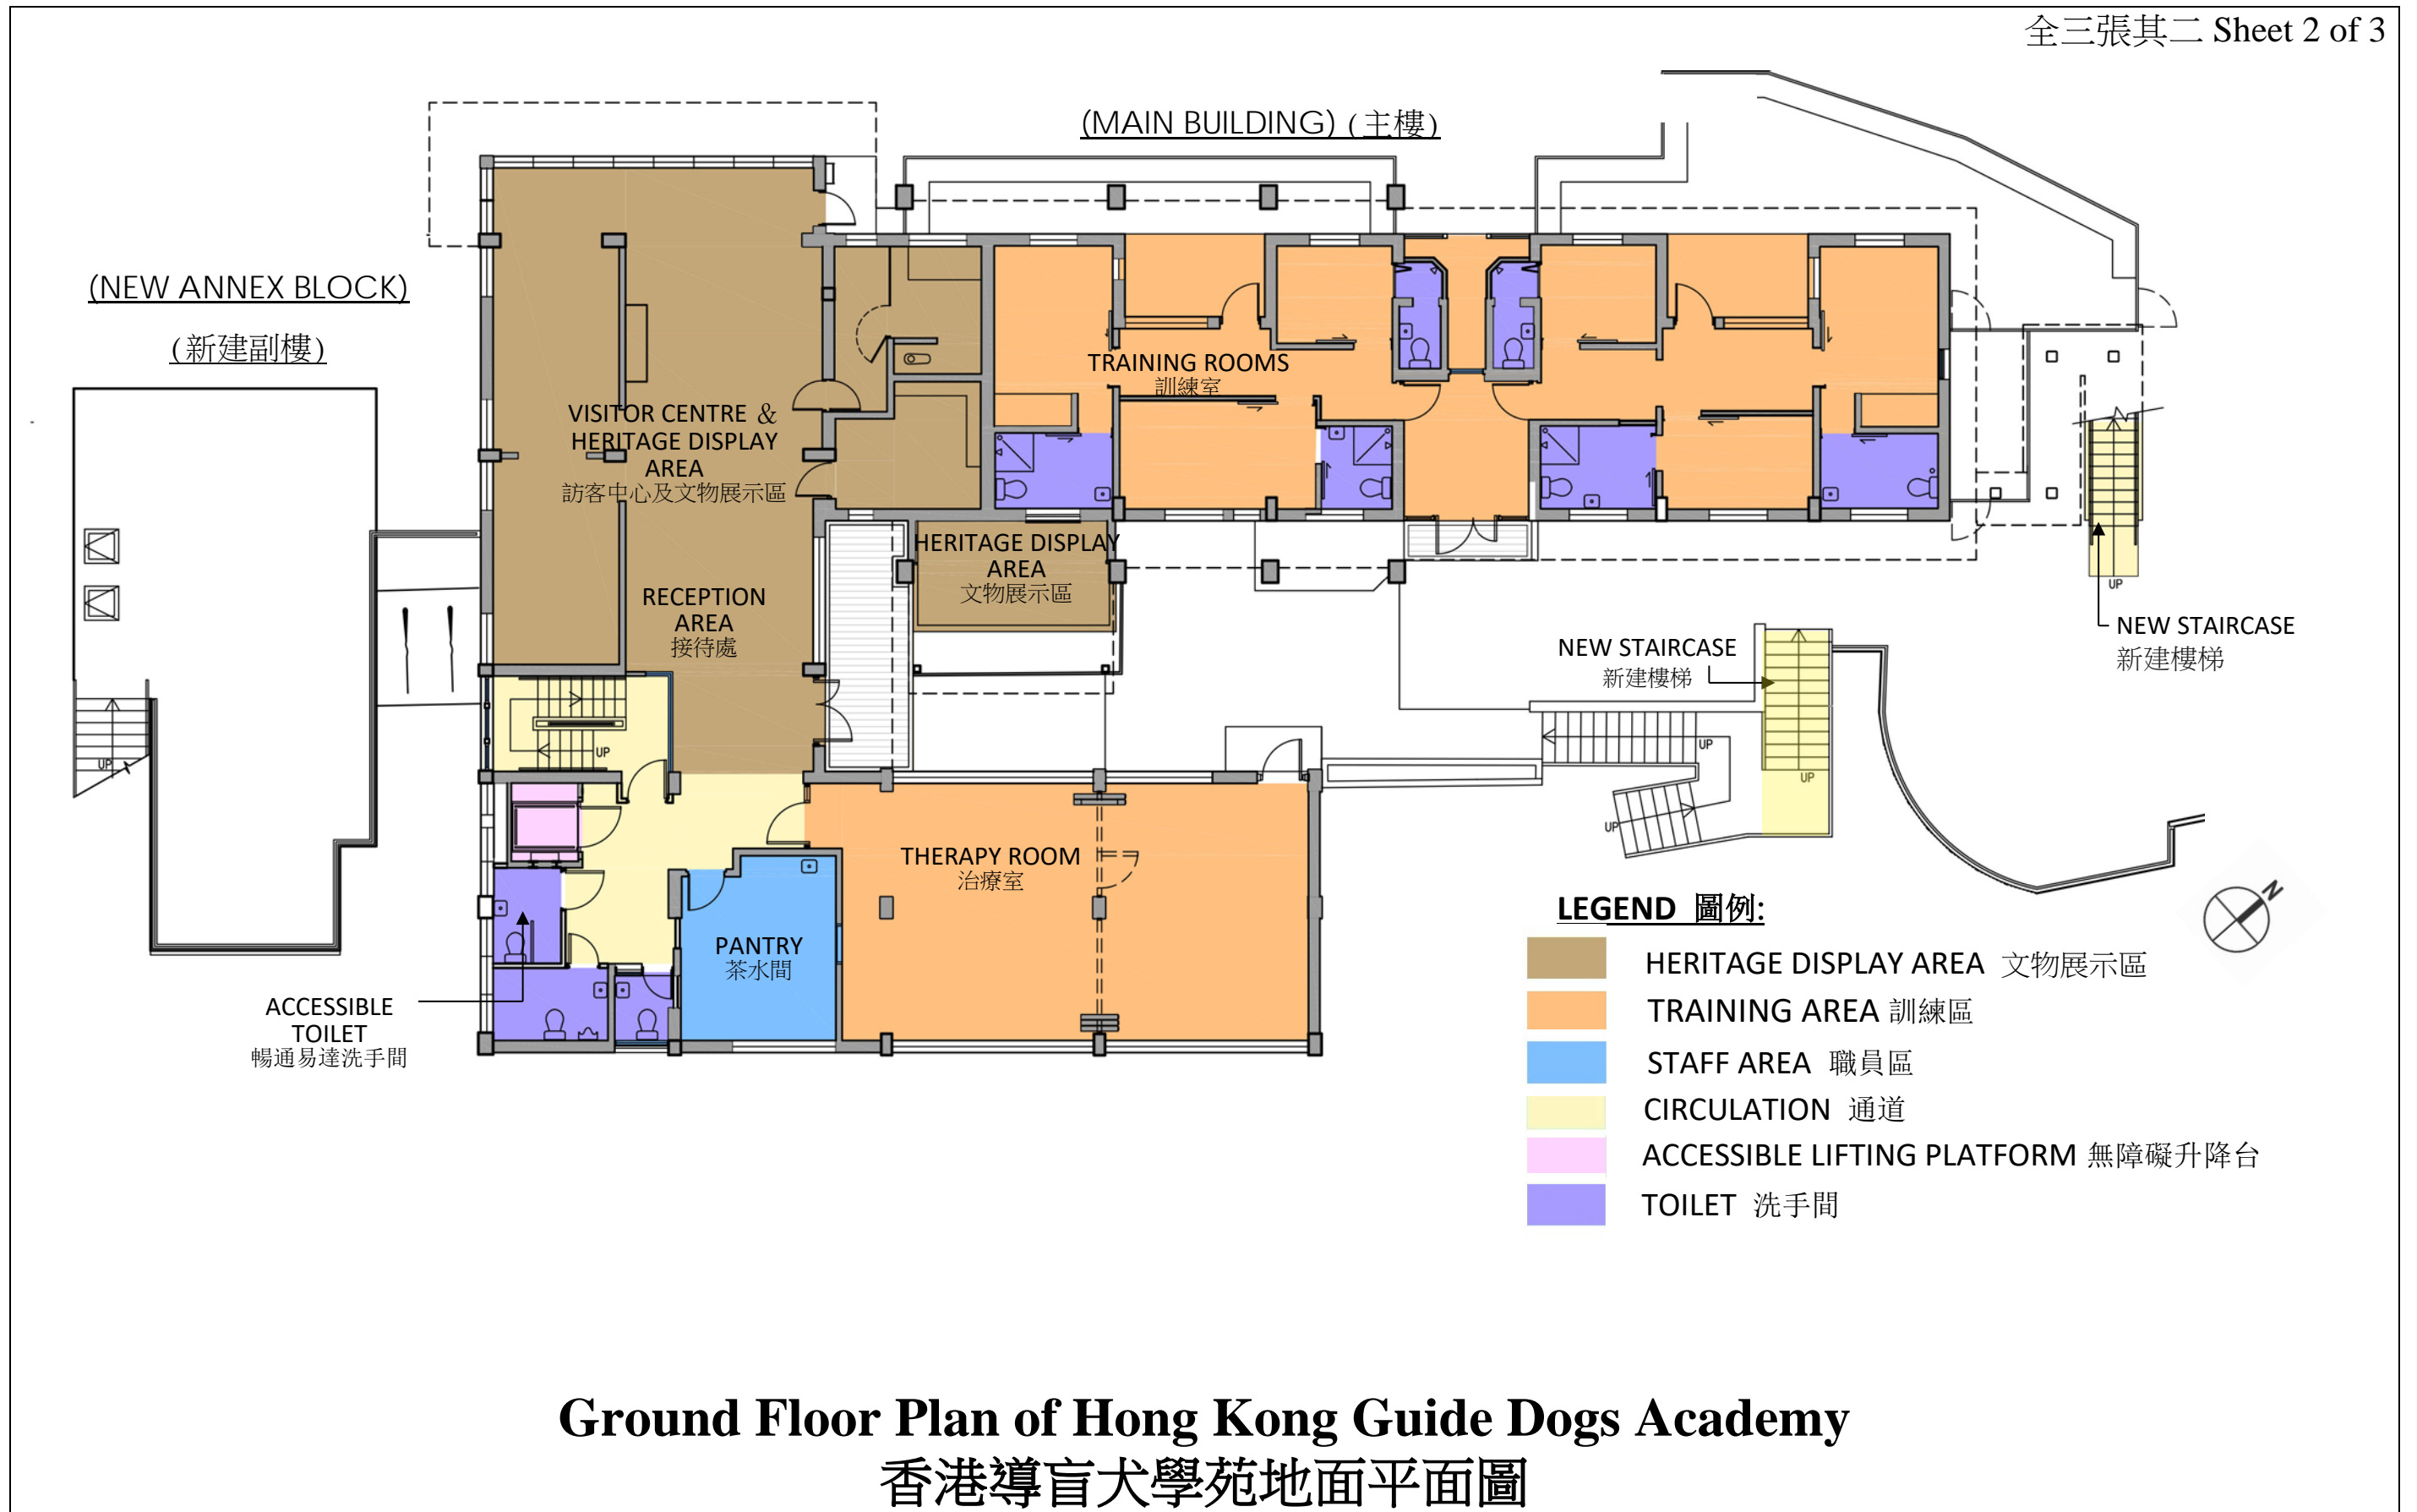 全三張其二 Sheet 2 of 3
(MAIN BUILDING) (主樓)
(NEW ANNEX BLOCK)
(新建副樓)
TRAINING ROOMS
訓練室
VISITOR CENTRE &
HERITAGE DISPLAY
AREA
訪客中心及文物展示區
HERITAGE DISPLAY
AREA
文物展示區
RECEPTION
AREA
接待處
UP
NEW STAIRCASE
新建樓梯
NEW STAIRCASE
新建樓梯
UP
UP
UP
UP
UP
THERAPY ROOM
治療室
PANTRY
茶水間
ACCESSIBLE
TOILET
暢通易達洗手間
N
LEGEND 圖例:
HERITAGE DISPLAY AREA 文物展示區
TRAINING AREA 訓練區
STAFF AREA 職員區
CIRCULATION 通道
ACCESSIBLE LIFTING PLATFORM 無障礙升降台
TOILET 洗手間
Ground Floor Plan of Hong Kong Guide Dogs Academy
香港導盲犬學苑地面平面圖